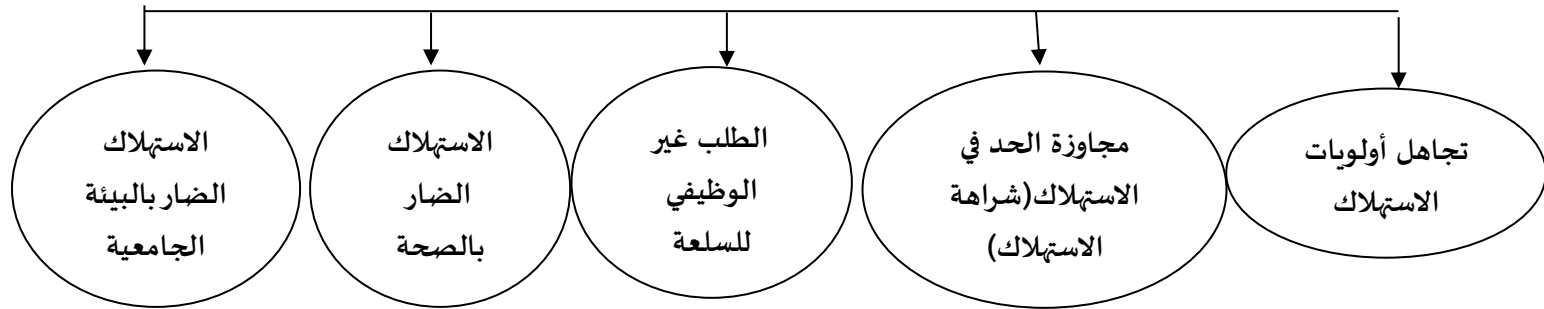 تجاهل أولويات
الاستهلاك
مجاوزة الحد في
الاستهلاك(شراهة
الاستهلاك)
الطلب غير
الوظيفي
للسلعة
الاستهلاك
الضار
بالصحة
الاستهلاك
الضار بالبيئة
الجامعية